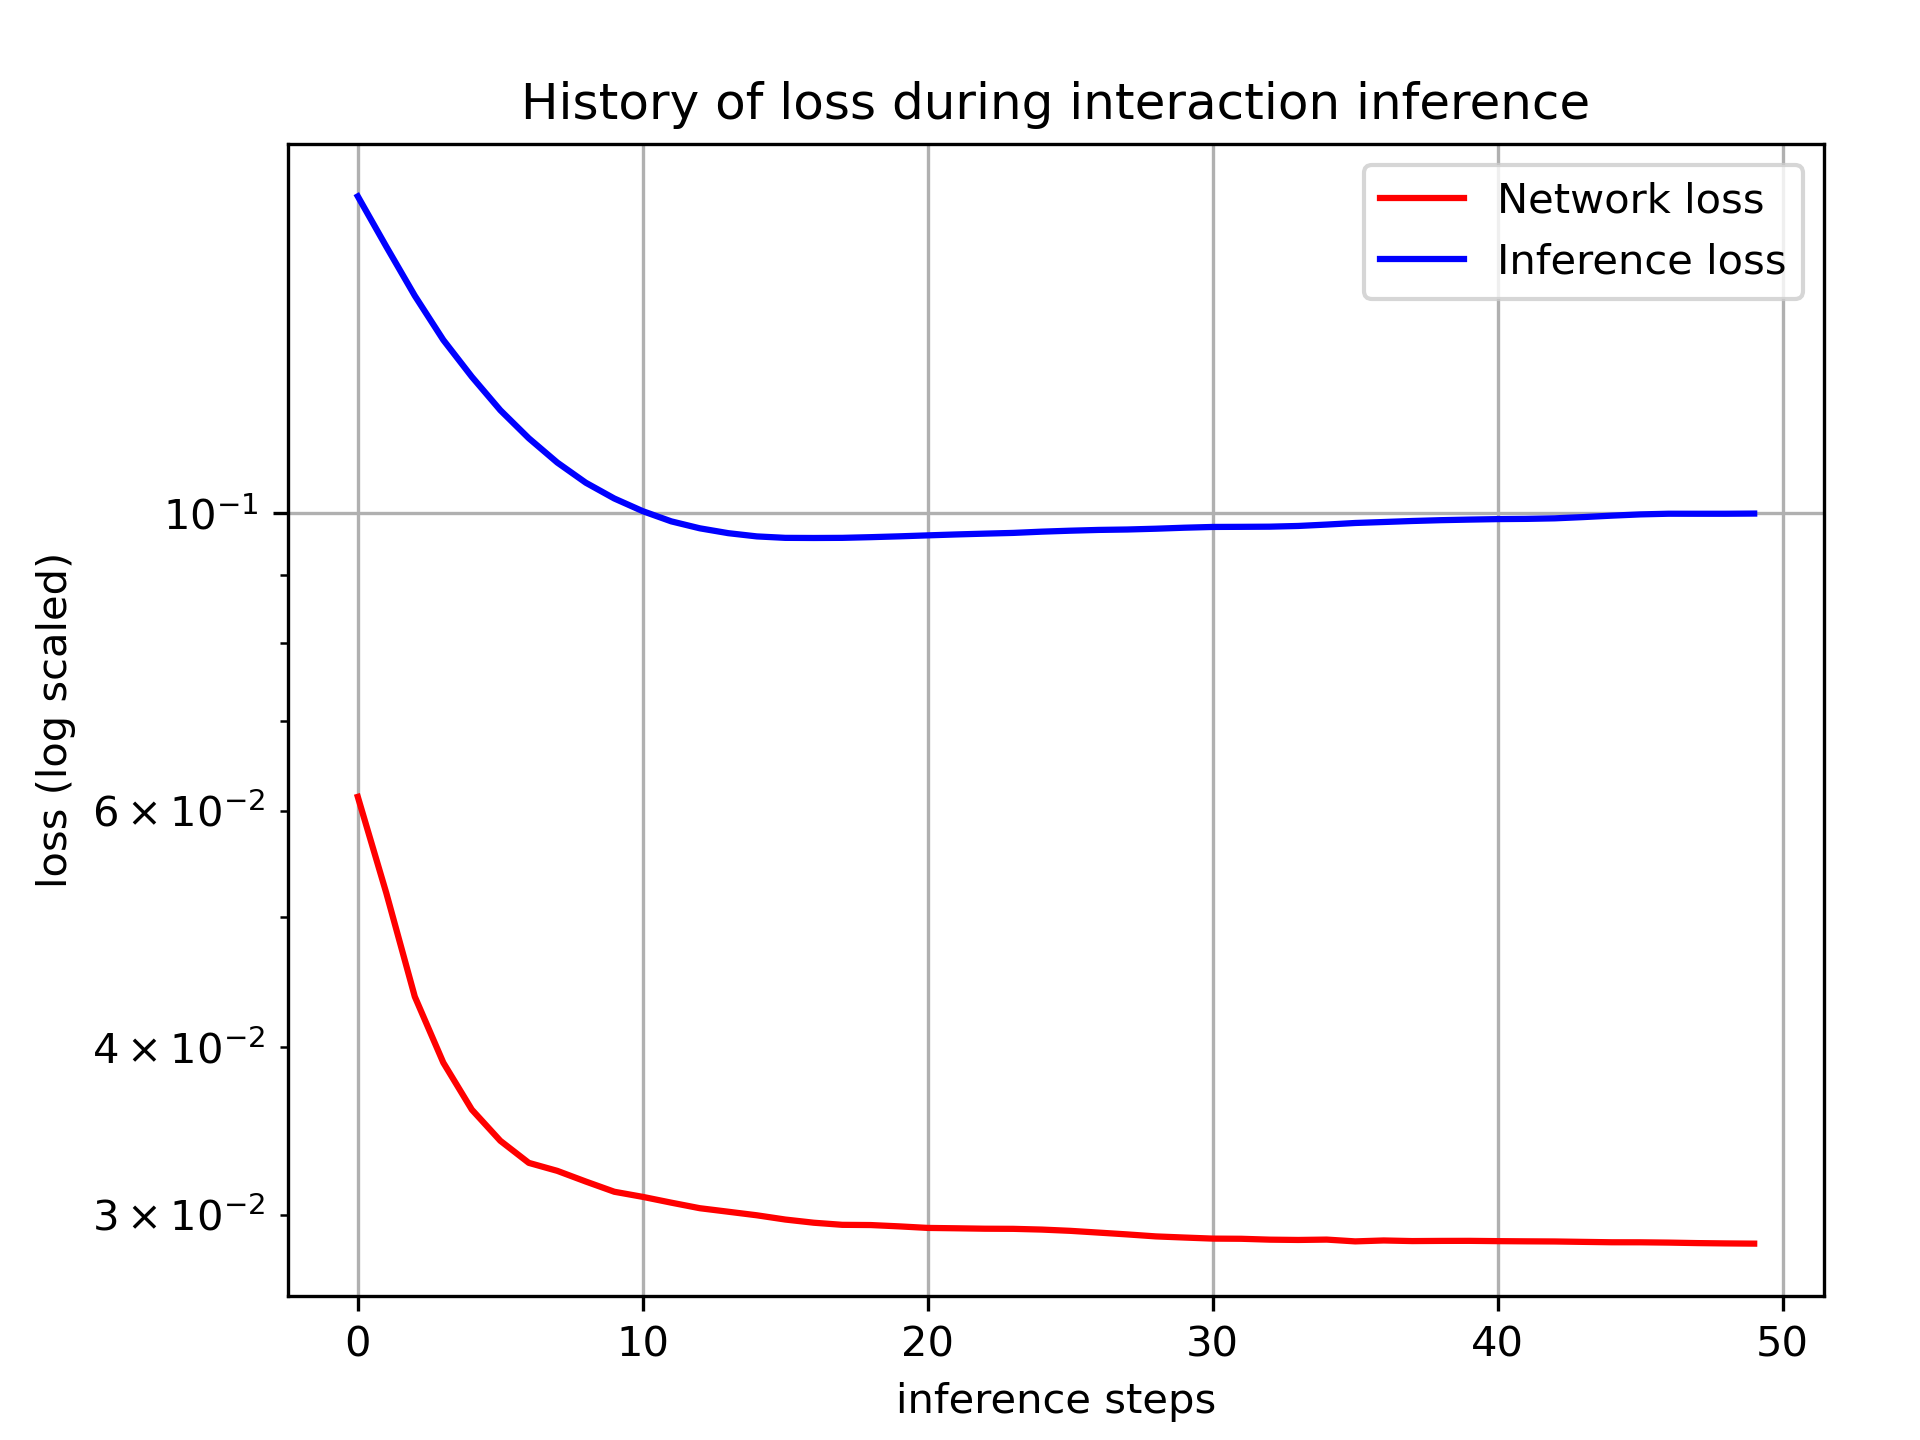 History of loss during interaction inference
Network loss
Inference loss
loss (log scaled)
10⁻¹
6 × 10⁻²
4 × 10⁻²
3 × 10⁻²
0 10 20 30 40 50
inference steps